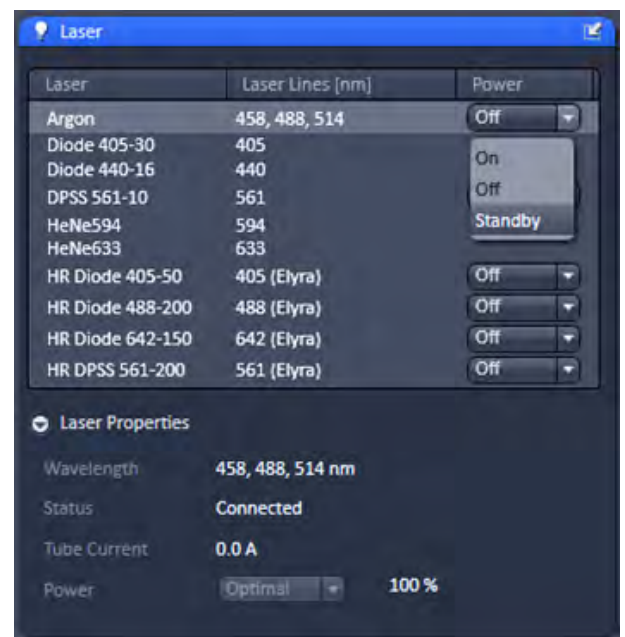 Laser
Laser Laser Lines [nm] Power
Argon 458, 488, 514 Off
Diode 405-30 405
On
Diode 440-16 440
Off
DPSS 561-10 561
Standby
HeNe594 594
HeNe633 633
HR Diode 405-50 405 (Elyra) Off
HR Diode 488-200 488 (Elyra) Off
HR Diode 642-150 642 (Elyra) Off
HR DPSS 561-200 561 (Elyra) Off
Laser Properties
Wavelength 458, 488, 514 nm
Status Connected
Tube Current 0.0 A
Power Optimal 100 %